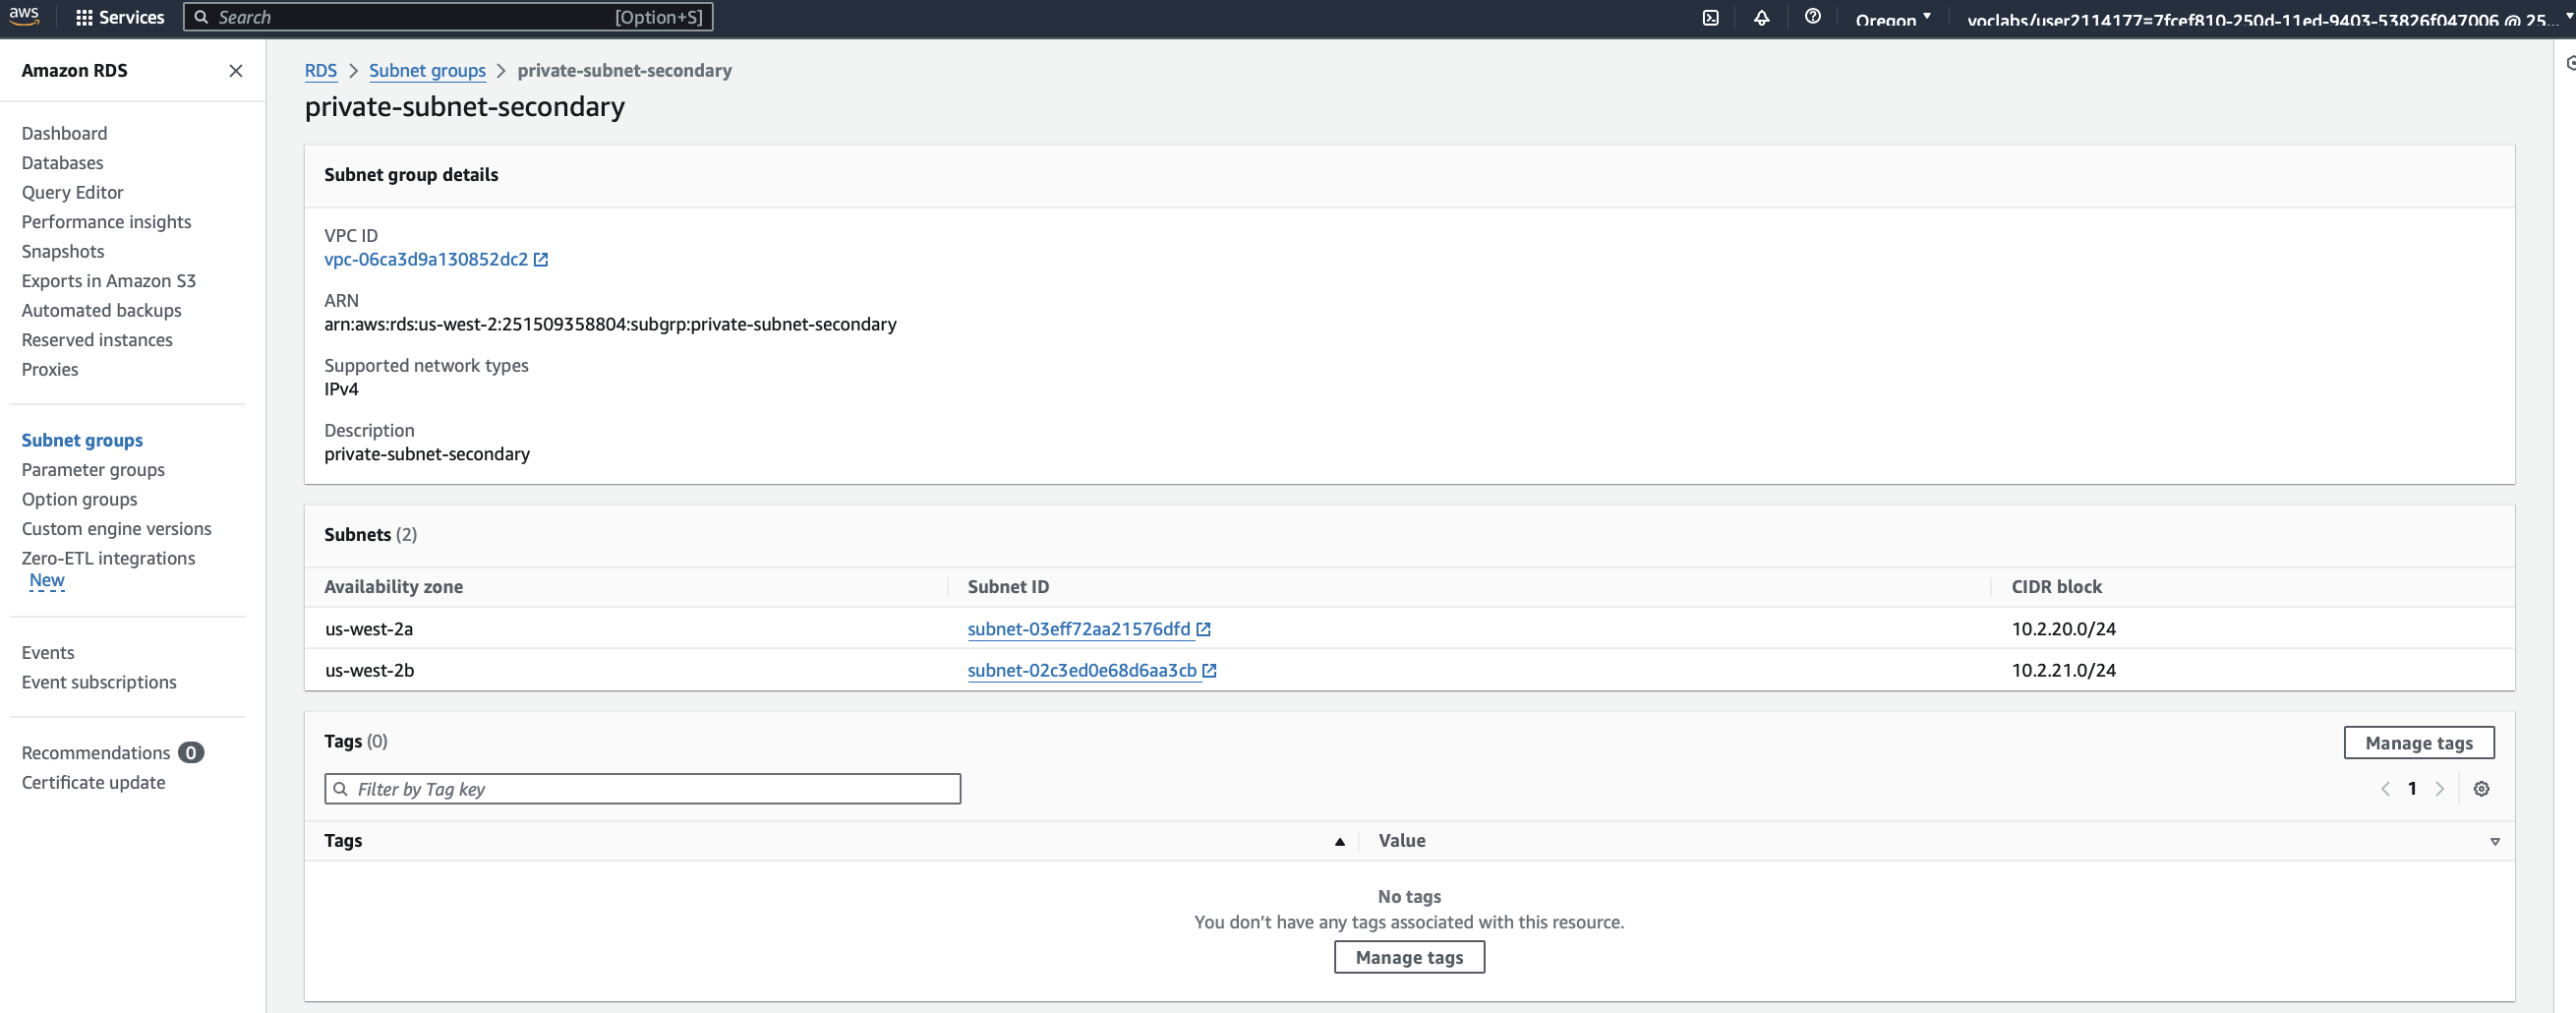 aws
Services
Search
[Option+S]
Oregon
voclabs/user2114177=7fcef810-250d-11ed-9403-53826f047006 @ 25...
Amazon RDS
Dashboard
Databases
Query Editor
Performance insights
Snapshots
Exports in Amazon S3
Automated backups
Reserved instances
Proxies
Subnet groups
Parameter groups
Option groups
Custom engine versions
Zero-ETL integrations
New
Events
Event subscriptions
Recommendations 0
Certificate update
RDS > Subnet groups > private-subnet-secondary
private-subnet-secondary
Subnet group details
VPC ID
vpc-06ca3d9a130852dc2
ARN
arn:aws:rds:us-west-2:251509358804:subgrp:private-subnet-secondary
Supported network types
IPv4
Description
private-subnet-secondary
Subnets (2)
Availability zone Subnet ID CIDR block
us-west-2a subnet-03eff72aa21576dfd 10.2.20.0/24
us-west-2b subnet-02c3ed0e68d6aa3cb 10.2.21.0/24
Tags (0)
Manage tags
Filter by Tag key
1
Tags Value
No tags
You don’t have any tags associated with this resource.
Manage tags